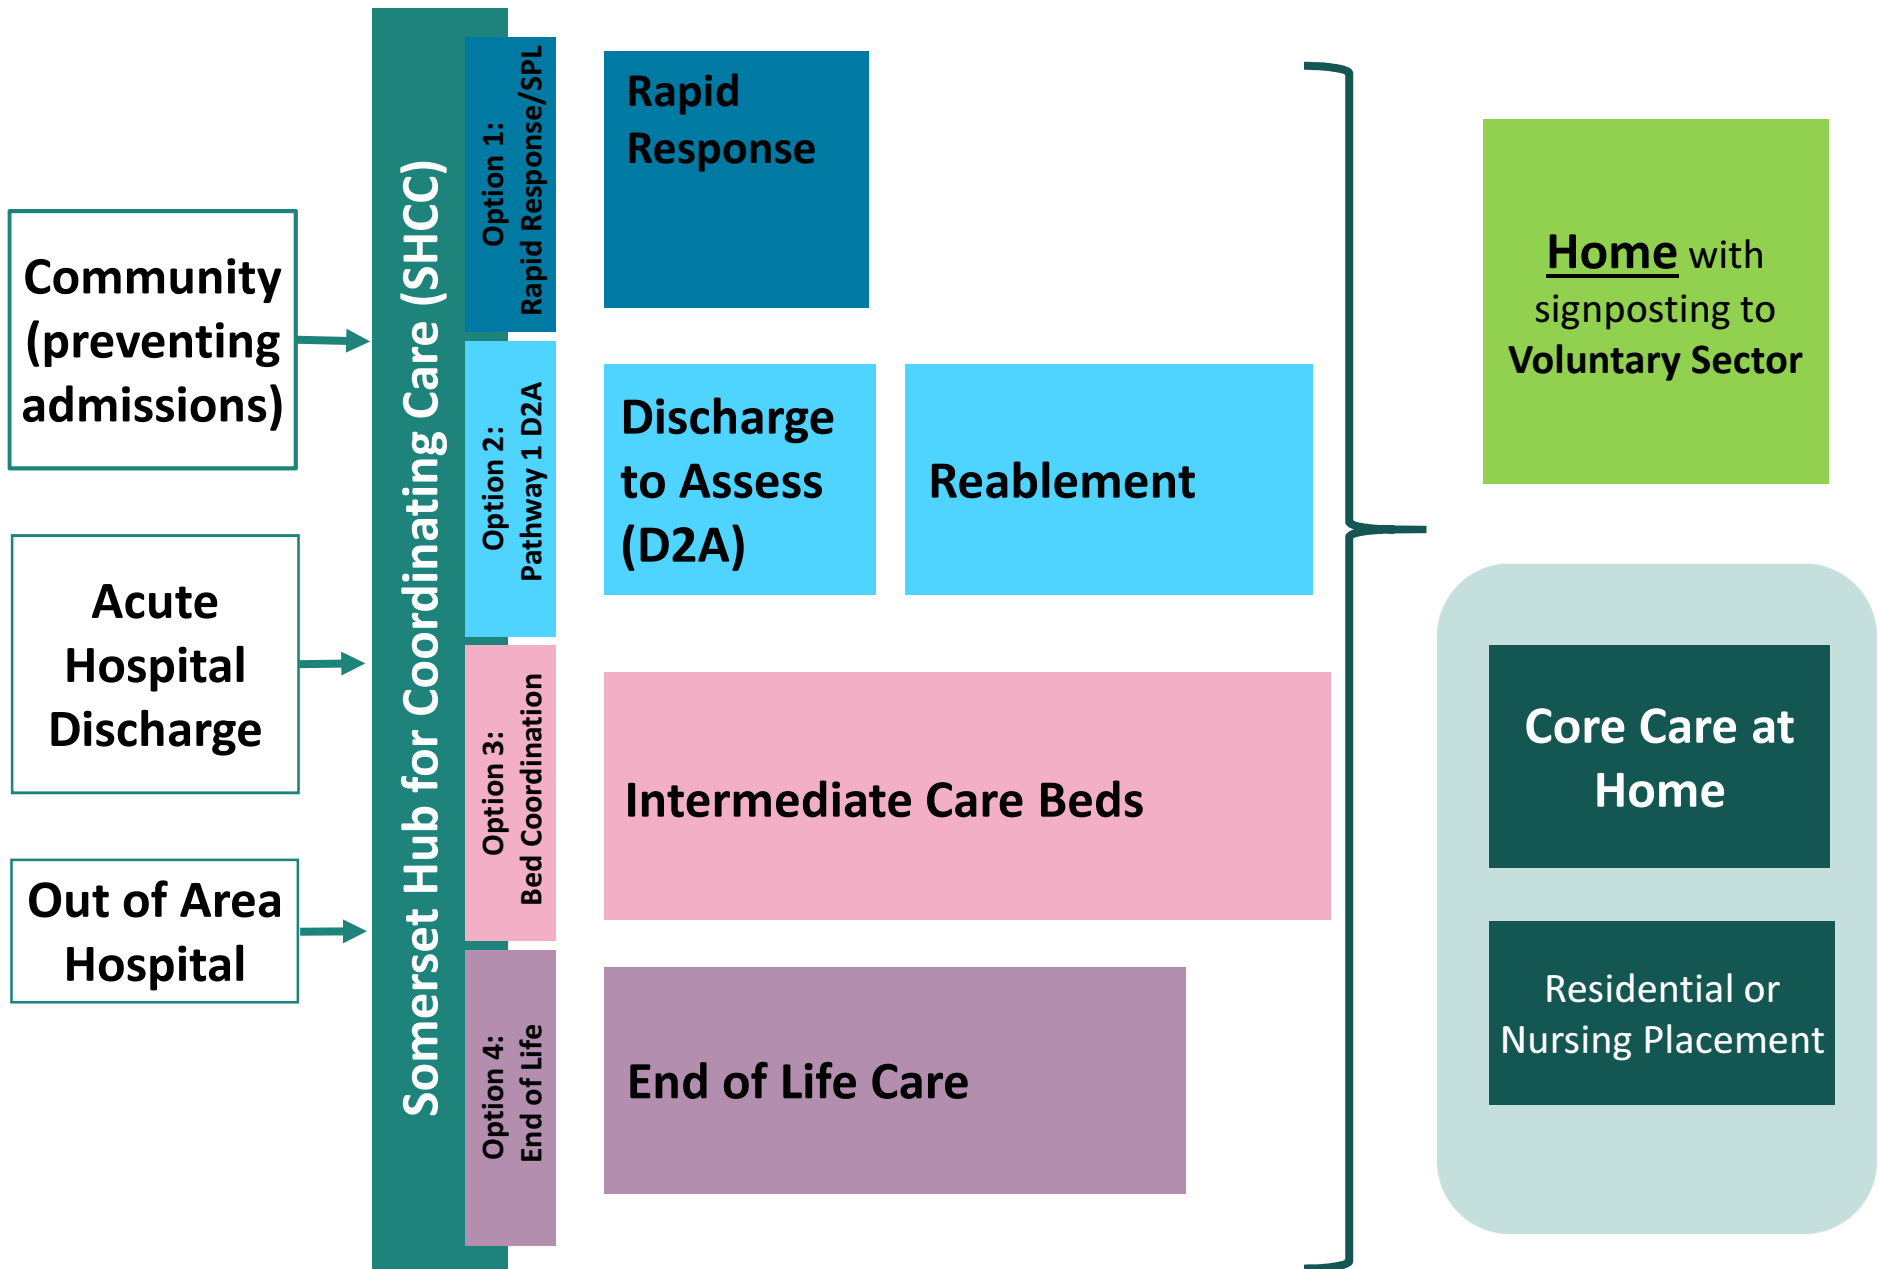 Community
(preventing
admissions)
Acute
Hospital
Discharge
Out of Area
Hospital
Somerset Hub for Coordinating Care (SHCC)
Option 1:
Rapid Response/SPL
Option 2:
Pathway 1 D2A
Option 3:
Bed Coordination
Option 4:
End of Life
Rapid
Response
Discharge
to Assess
(D2A)
Reablement
Intermediate Care Beds
End of Life Care
Home with
signposting to
Voluntary Sector
Core Care at
Home
Residential or
Nursing Placement